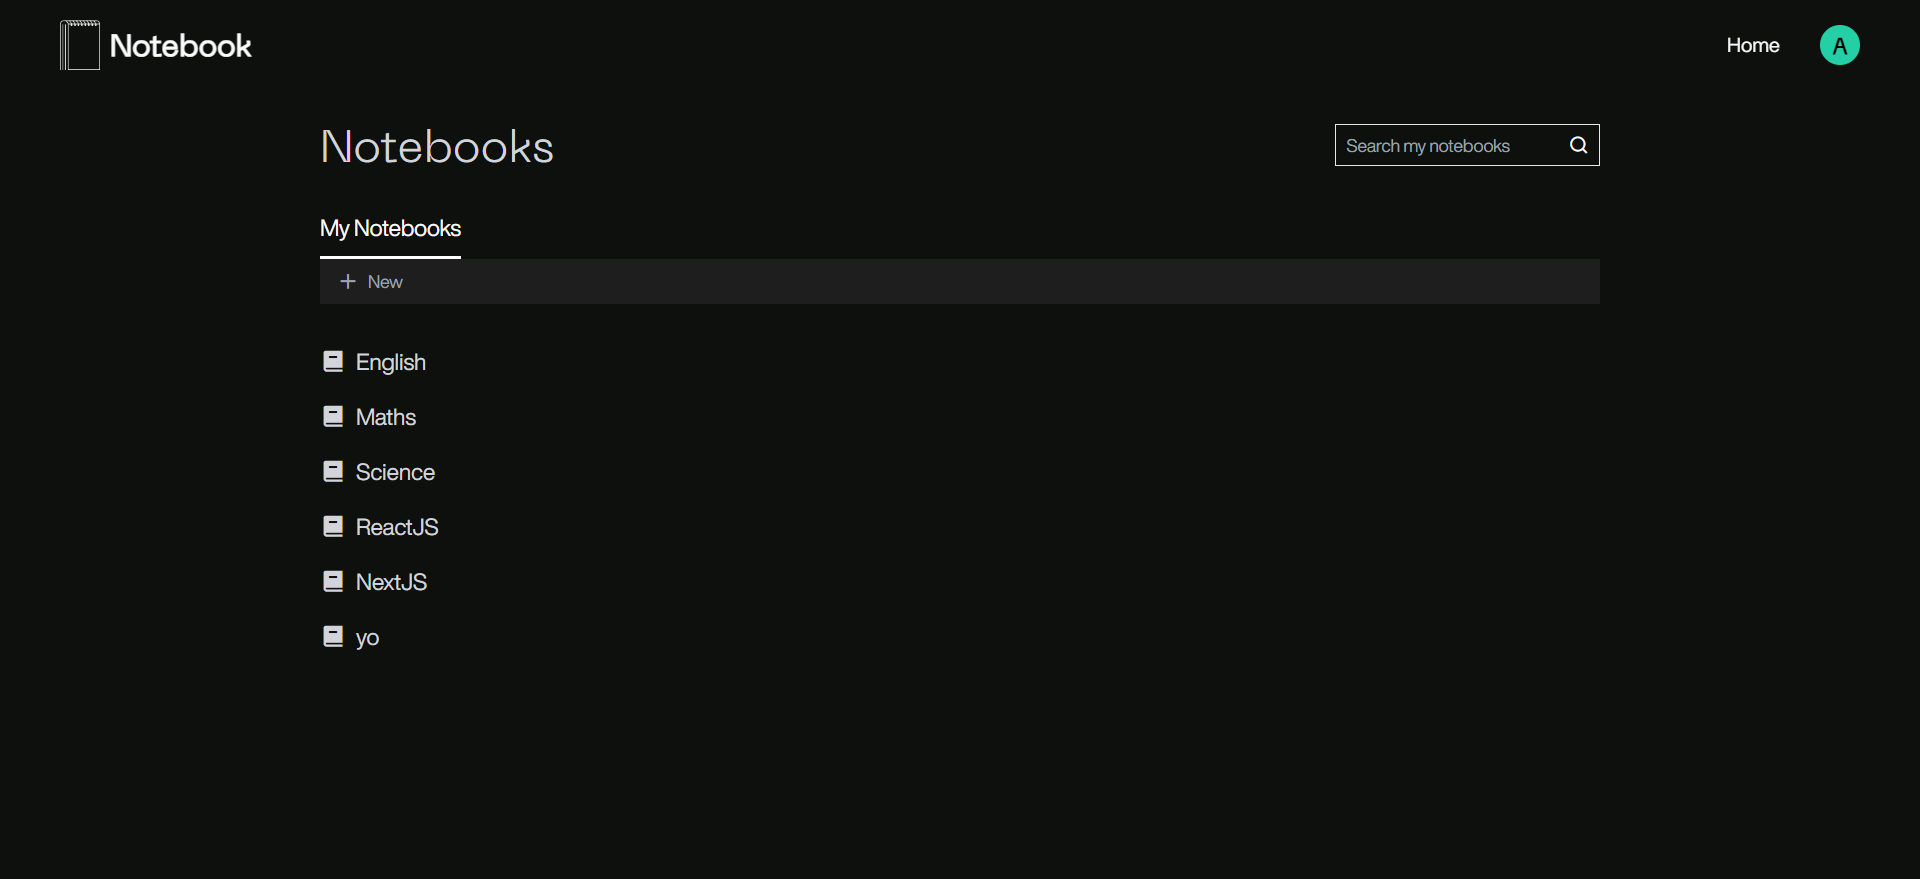 Notebook
Home
A
Notebooks
Search my notebooks
My Notebooks
New
English
Maths
Science
ReactJS
NextJS
yo